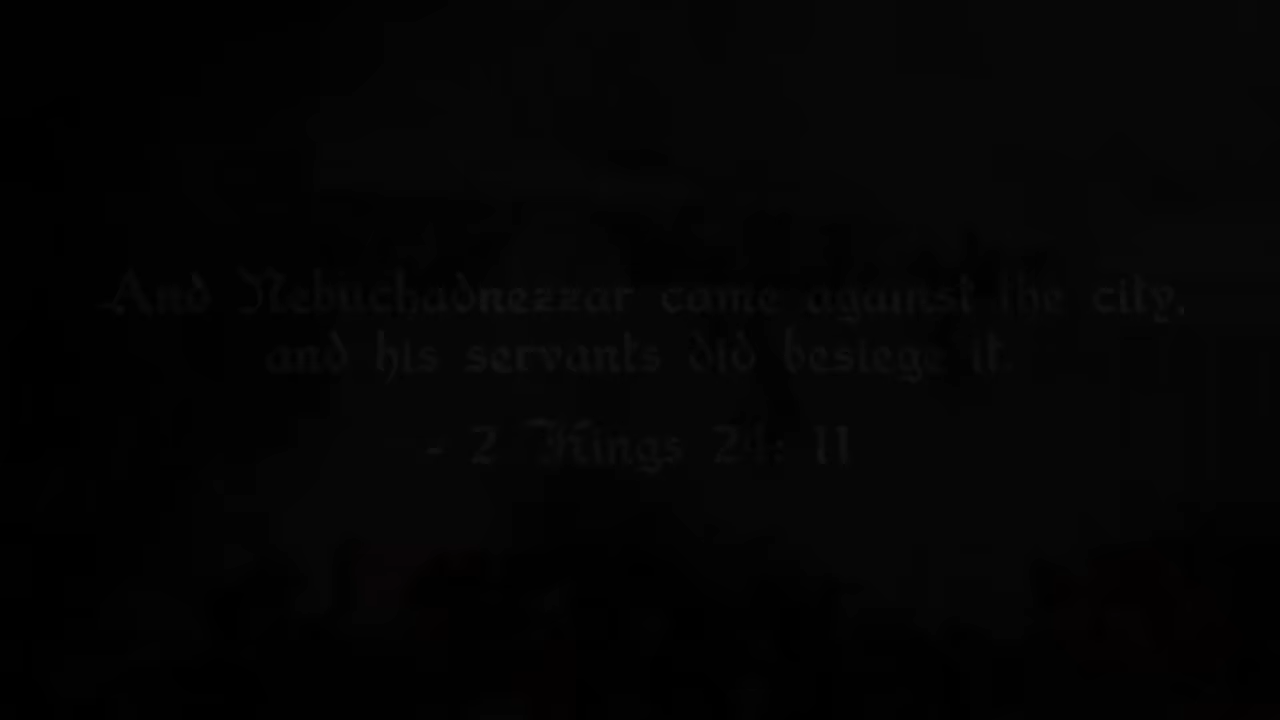 And Nebuchadnezzar came against the city,
and his servants did besiege it.
- 2 Kings 24: 11